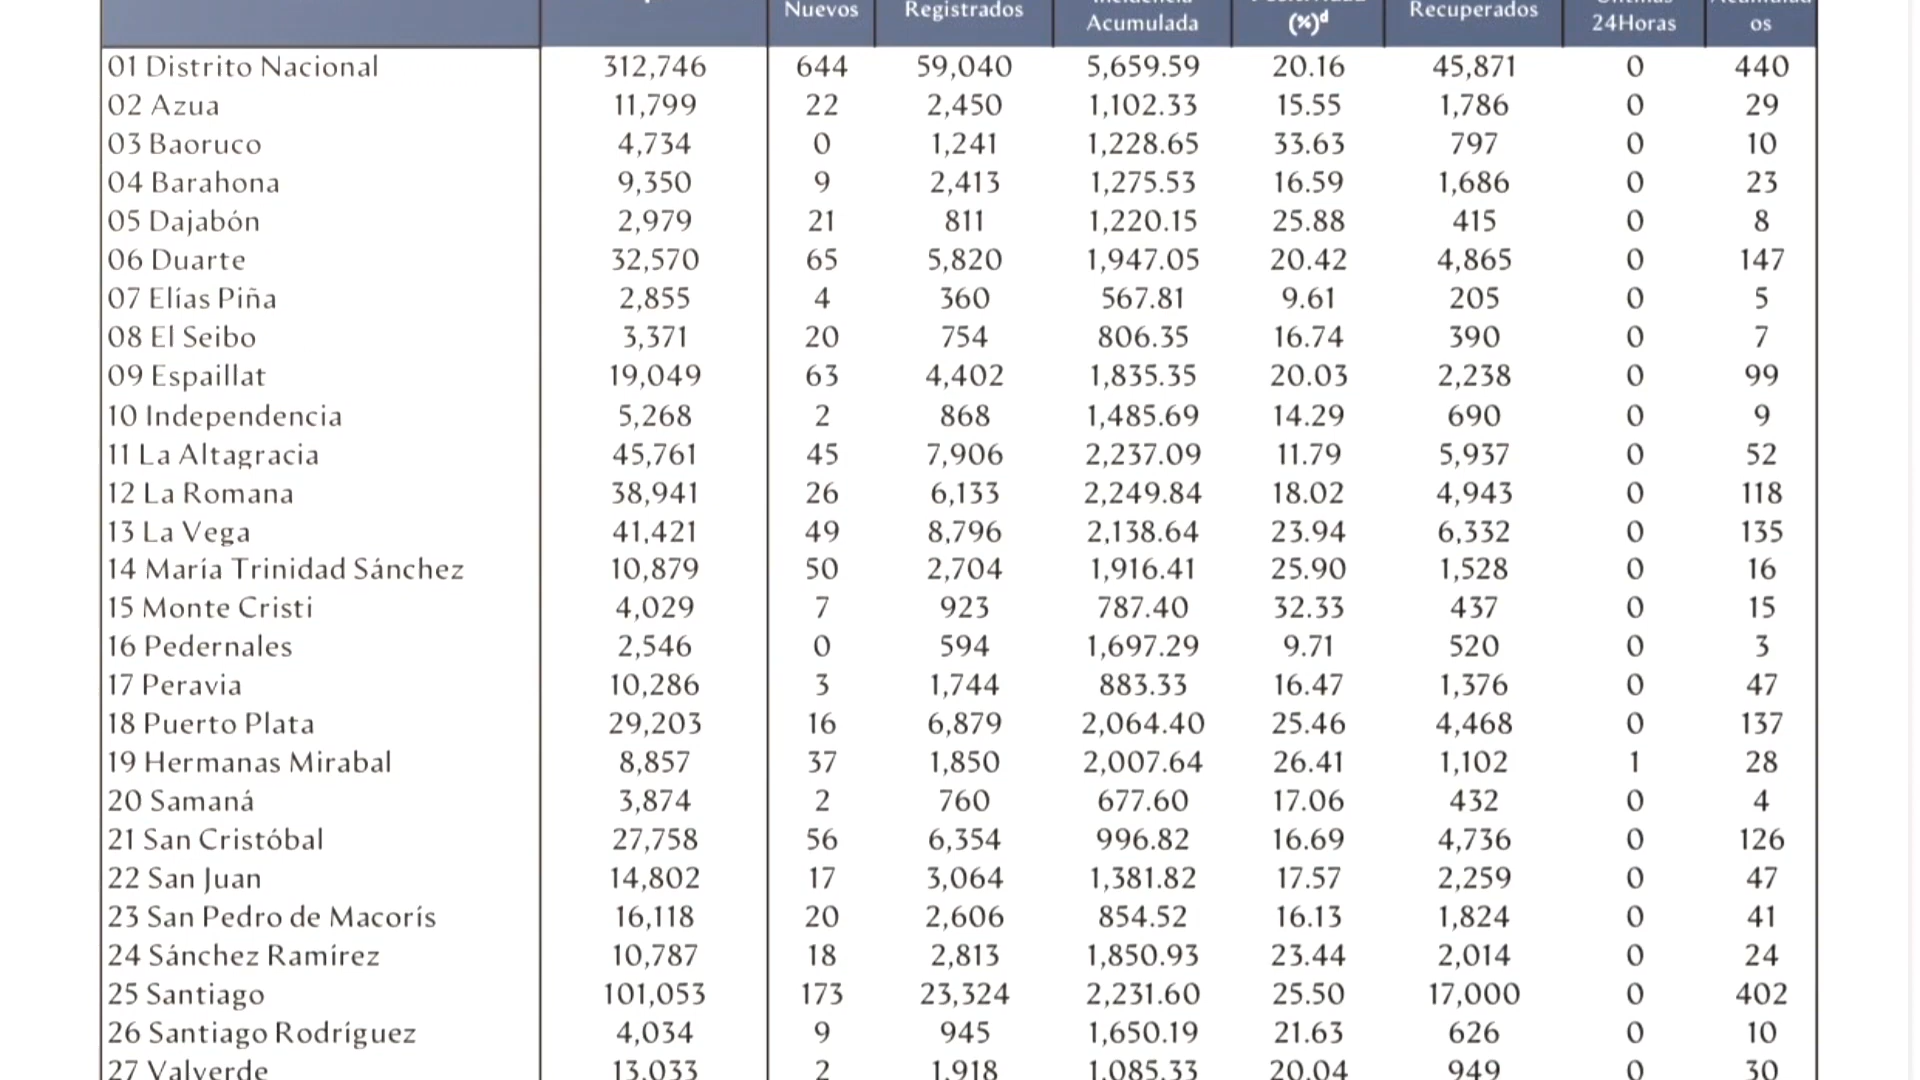 Nuevos Registrados Acumulada (%)d Recuperados 24Horas os
01 Distrito Nacional 312,746 644 59,040 5,659.59 20.16 45,871 0 440
02 Azua 11,799 22 2,450 1,102.33 15.55 1,786 0 29
03 Baoruco 4,734 0 1,241 1,228.65 33.63 797 0 10
04 Barahona 9,350 9 2,413 1,275.53 16.59 1,686 0 23
05 Dajabón 2,979 21 811 1,220.15 25.88 415 0 8
06 Duarte 32,570 65 5,820 1,947.05 20.42 4,865 0 147
07 Elías Piña 2,855 4 360 567.81 9.61 205 0 5
08 El Seibo 3,371 20 754 806.35 16.74 390 0 7
09 Espaillat 19,049 63 4,402 1,835.35 20.03 2,238 0 99
10 Independencia 5,268 2 868 1,485.69 14.29 690 0 9
11 La Altagracia 45,761 45 7,906 2,237.09 11.79 5,937 0 52
12 La Romana 38,941 26 6,133 2,249.84 18.02 4,943 0 118
13 La Vega 41,421 49 8,796 2,138.64 23.94 6,332 0 135
14 María Trinidad Sánchez 10,879 50 2,704 1,916.41 25.90 1,528 0 16
15 Monte Cristi 4,029 7 923 787.40 32.33 437 0 15
16 Pedernales 2,546 0 594 1,697.29 9.71 520 0 3
17 Peravia 10,286 3 1,744 883.33 16.47 1,376 0 47
18 Puerto Plata 29,203 16 6,879 2,064.40 25.46 4,468 0 137
19 Hermanas Mirabal 8,857 37 1,850 2,007.64 26.41 1,102 1 28
20 Samaná 3,874 2 760 677.60 17.06 432 0 4
21 San Cristóbal 27,758 56 6,354 996.82 16.69 4,736 0 126
22 San Juan 14,802 17 3,064 1,381.82 17.57 2,259 0 47
23 San Pedro de Macorís 16,118 20 2,606 854.52 16.13 1,824 0 41
24 Sánchez Ramírez 10,787 18 2,813 1,850.93 23.44 2,014 0 24
25 Santiago 101,053 173 23,324 2,231.60 25.50 17,000 0 402
26 Santiago Rodríguez 4,034 9 945 1,650.19 21.63 626 0 10
27 Valverde 13,033 2 1,918 1,085.33 20.04 949 0 30